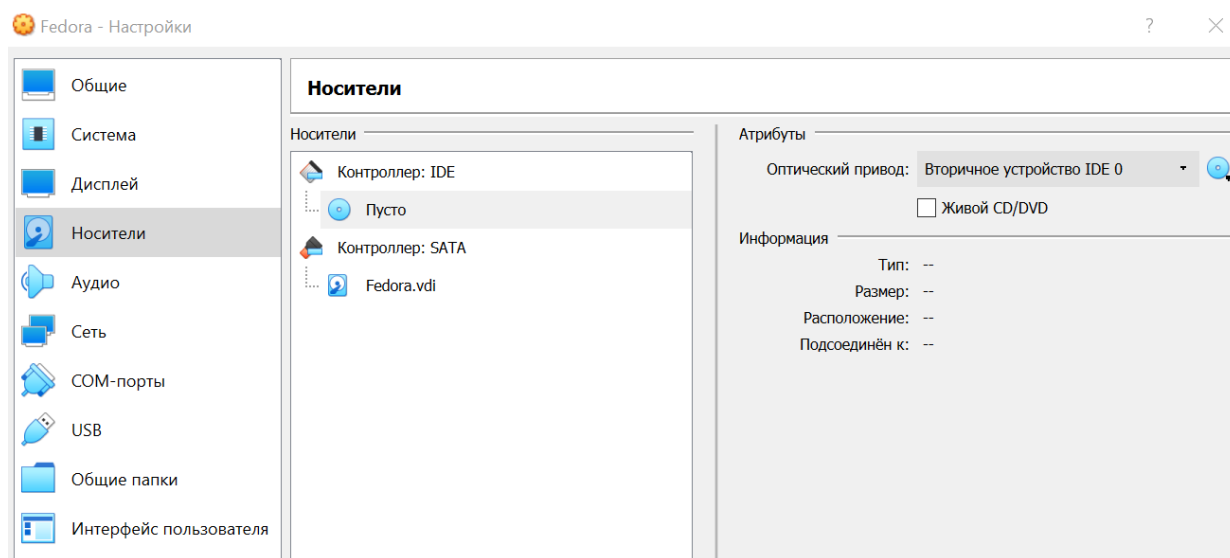 Fedora - Настройки
?
Общие
Система
Дисплей
Носители
Аудио
Сеть
COM-порты
USB
Общие папки
Интерфейс пользователя
Носители
Носители
Контроллер: IDE
Пусто
Контроллер: SATA
Fedora.vdi
Атрибуты
Оптический привод: Вторичное устройство IDE 0
Живой CD/DVD
Информация
Тип: --
Размер: --
Расположение: --
Подсоединён к: --